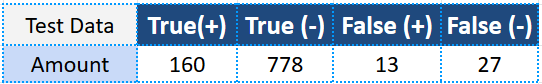 Test Data True(+) True (-) False (+) False (-)
Amount 160 778 13 27